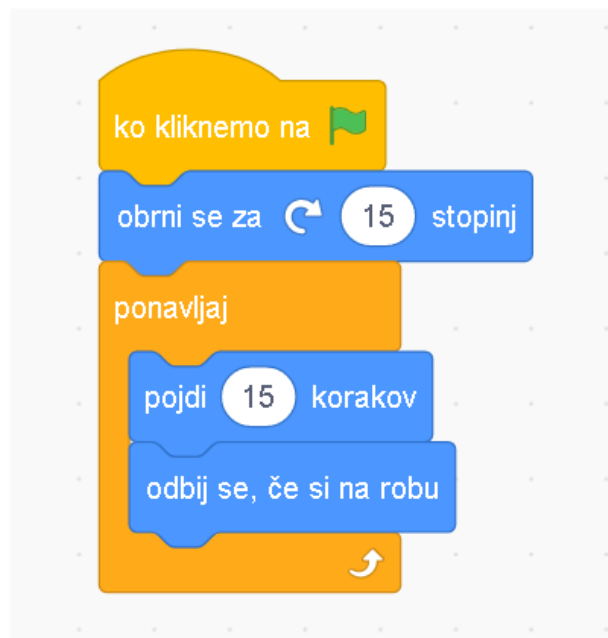 ko kliknemo na
obrni se za 15 stopinj
ponavljaj
pojdi 15 korakov
odbij se, če si na robu